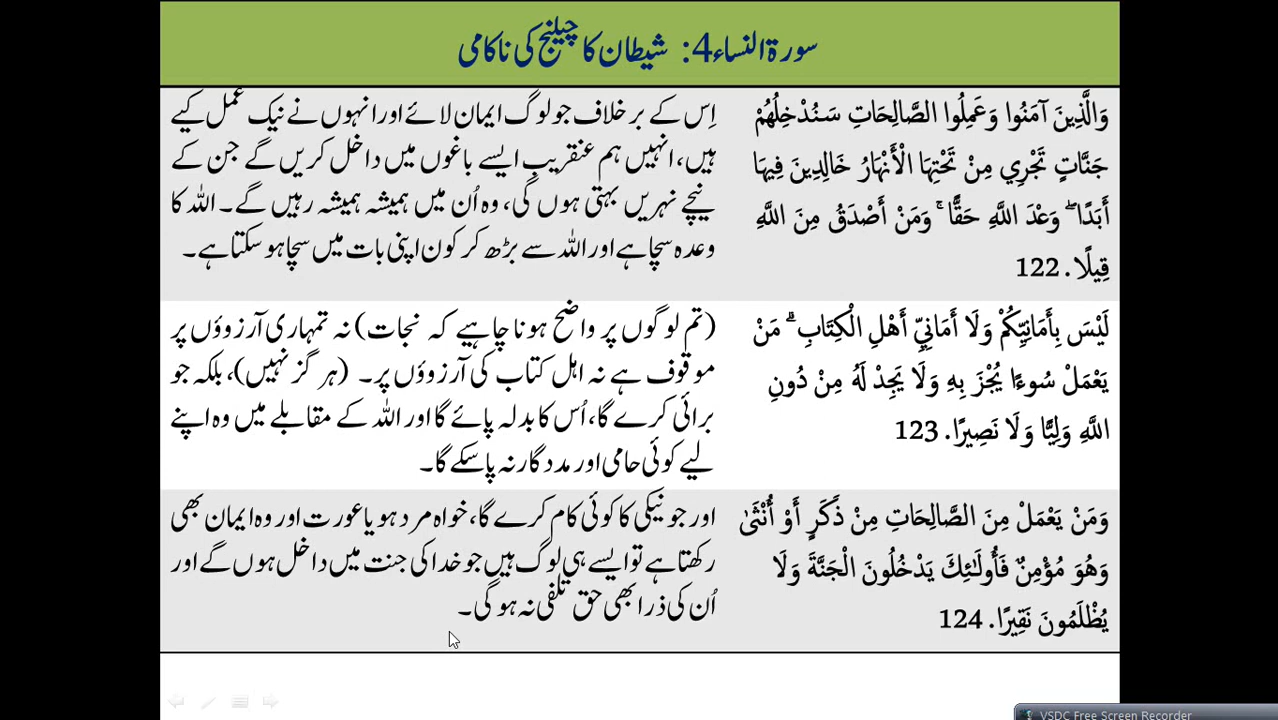 سورۃ النساء4: شیطان کا چیلنج کی ناکامی
وَالَّذِينَ آمَنُوا وَعَمِلُوا الصَّالِحَاتِ سَنُدْخِلُهُمْ
جَنَّاتٍ تَجْرِي مِنْ تَحْتِهَا الْأَنْهَارُ خَالِدِينَ فِيهَا
أَبَدًا ۖ وَعْدَ اللَّهِ حَقًّا ۚ وَمَنْ أَصْدَقُ مِنَ اللَّهِ
قِيلًا. 122
اِس کے برخلاف جو لوگ ایمان لائے اور انہوں نے نیک عمل کیے
ہیں، انہیں ہم عنقریب ایسے باغوں میں داخل کریں گے جن کے
نیچے نہریں بہتی ہوں گی، وہ اُن میں ہمیشہ ہمیشہ رہیں گے۔ اللہ کا
وعدہ سچا ہے اور اللہ سے بڑھ کر کون اپنی بات میں سچا ہو سکتا ہے۔
لَيْسَ بِأَمَانِيِّكُمْ وَلَا أَمَانِيِّ أَهْلِ الْكِتَابِ ۗ مَنْ
يَعْمَلْ سُوءًا يُجْزَ بِهِ وَلَا يَجِدْ لَهُ مِنْ دُونِ
اللَّهِ وَلِيًّا وَلَا نَصِيرًا. 123
(تم لوگوں پر واضح ہونا چاہیے کہ نجات) نہ تمہاری آرزوؤں پر
موقوف ہے نہ اہل کتاب کی آرزوؤں پر۔ (ہر گز نہیں)، بلکہ جو
برائی کرے گا، اُس کا بدلہ پائے گا اور اللہ کے مقابلے میں وہ اپنے
لیے کوئی حامی اور مددگار نہ پا سکے گا۔
وَمَنْ يَعْمَلْ مِنَ الصَّالِحَاتِ مِنْ ذَكَرٍ أَوْ أُنْثَىٰ
وَهُوَ مُؤْمِنٌ فَأُولَٰئِكَ يَدْخُلُونَ الْجَنَّةَ وَلَا
يُظْلَمُونَ نَقِيرًا. 124
اور جو نیکی کا کوئی کام کرے گا، خواہ مرد ہو یا عورت اور وہ ایمان بھی
رکھتا ہے تو ایسے ہی لوگ ہیں جو خدا کی جنت میں داخل ہوں گے اور
اُن کی ذرا بھی حق تلفی نہ ہو گی۔
VSDC Free Screen Recorder